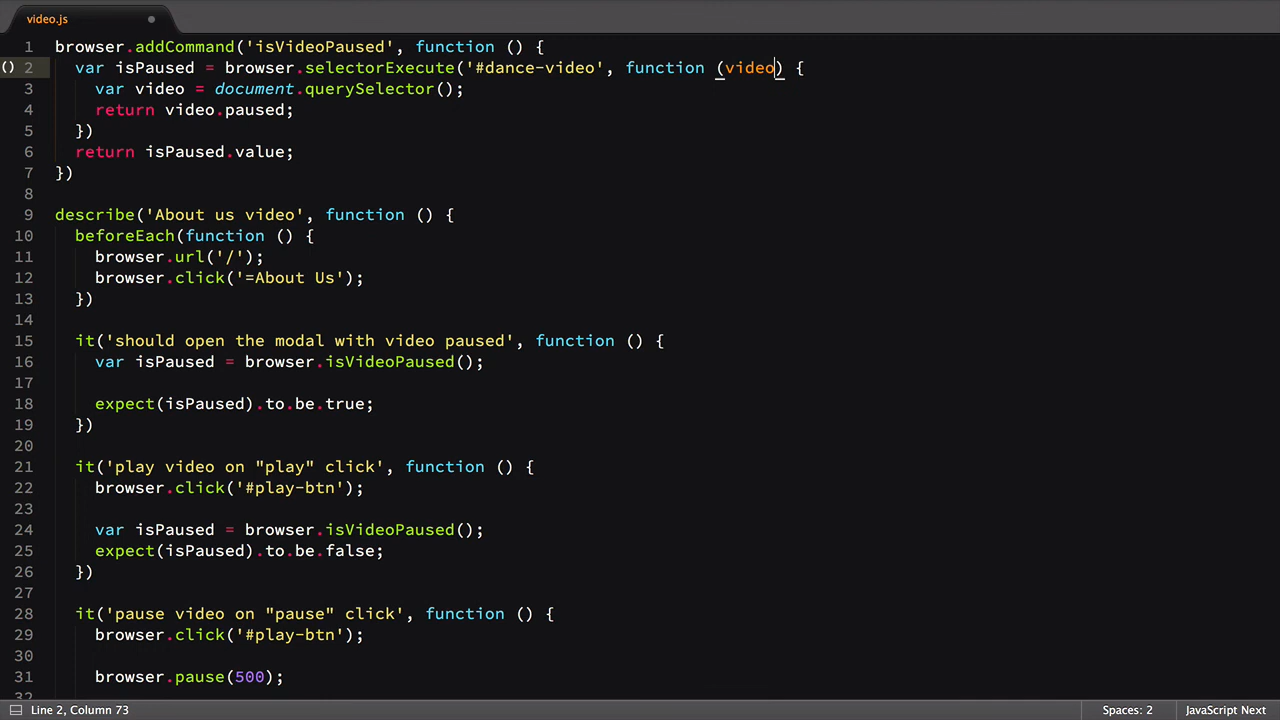 video.js
1 browser.addCommand('isVideoPaused', function () {
() 2 var isPaused = browser.selectorExecute('#dance-video', function (video) {
3 var video = document.querySelector();
4 return video.paused;
5 })
6 return isPaused.value;
7 })
8
9 describe('About us video', function () {
10 beforeEach(function () {
11 browser.url('/');
12 browser.click('=About Us');
13 })
14
15 it('should open the modal with video paused', function () {
16 var isPaused = browser.isVideoPaused();
17
18 expect(isPaused).to.be.true;
19 })
20
21 it('play video on "play" click', function () {
22 browser.click('#play-btn');
23
24 var isPaused = browser.isVideoPaused();
25 expect(isPaused).to.be.false;
26 })
27
28 it('pause video on "pause" click', function () {
29 browser.click('#play-btn');
30
31 browser.pause(500);
32
Line 2, Column 73
Spaces: 2
JavaScript Next